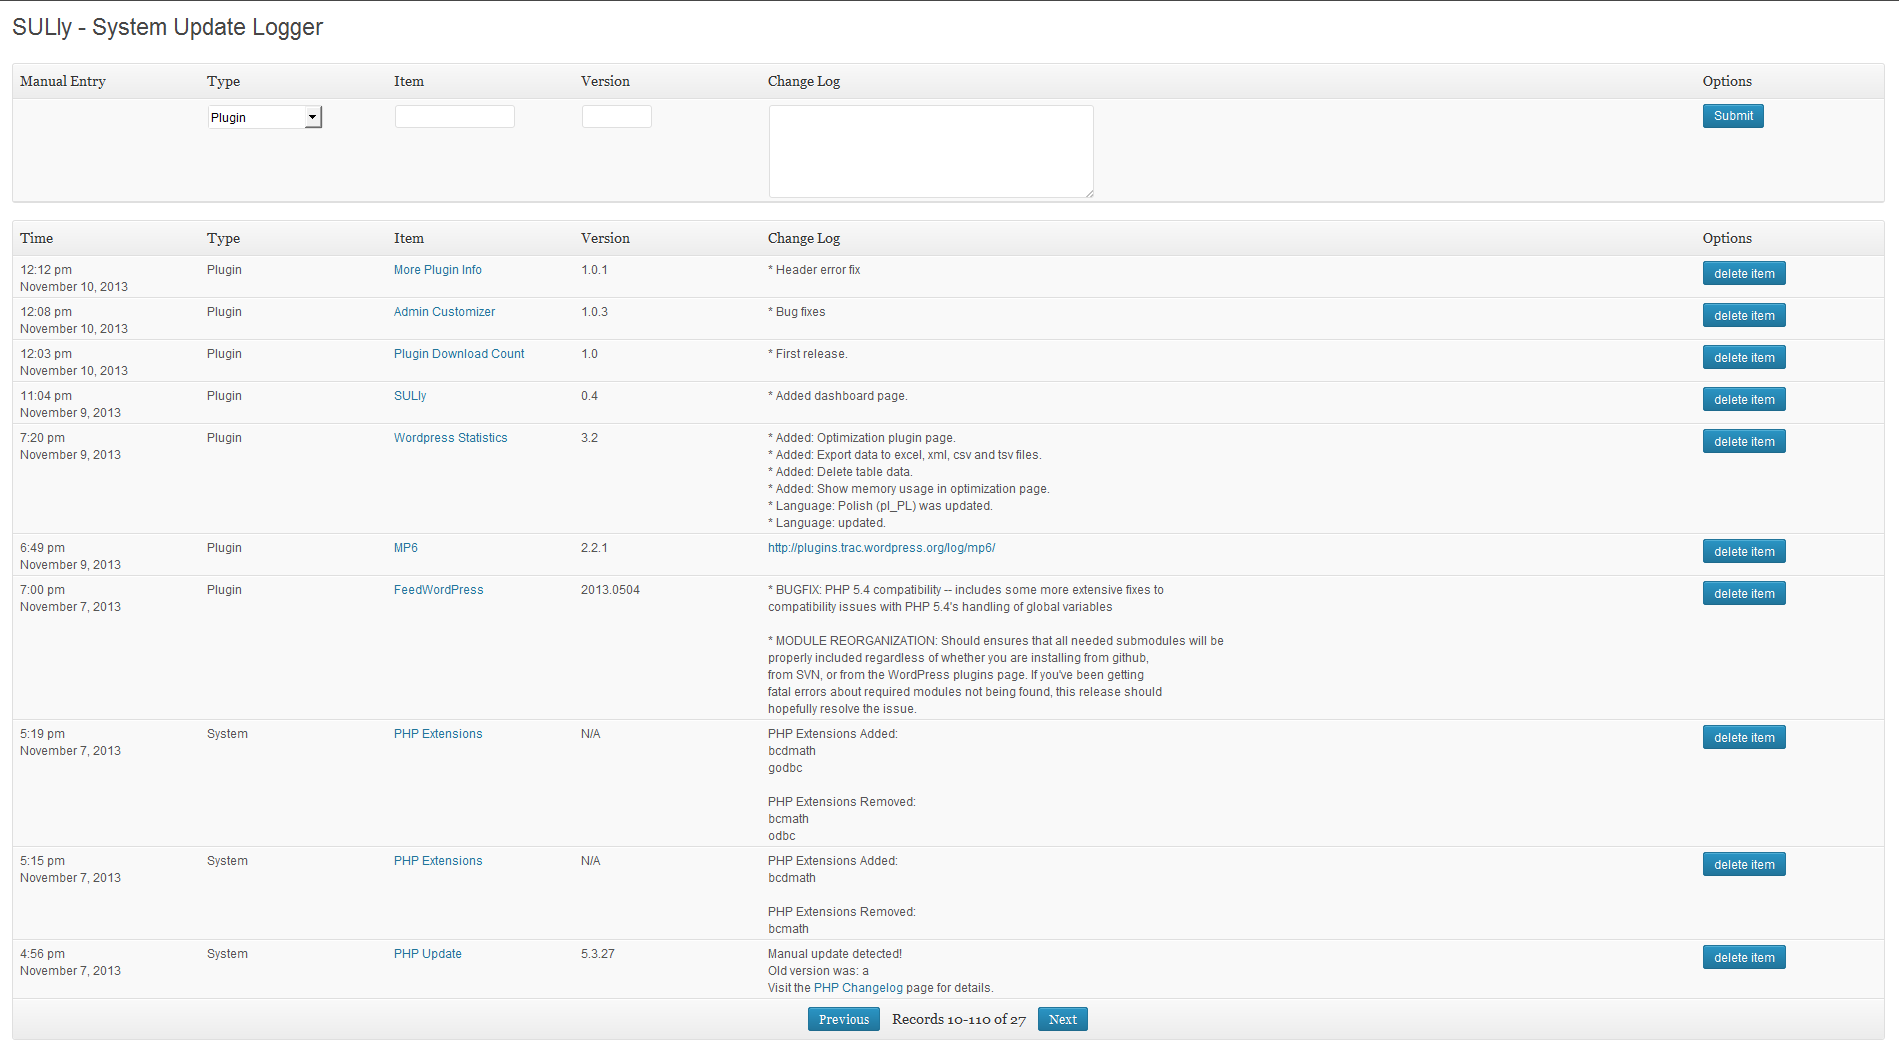 SULly - System Update Logger
Manual Entry Type Item Version Change Log Options
Plugin Submit
Time Type Item Version Change Log Options
12:12 pm Plugin More Plugin Info 1.0.1 * Header error fix delete item
November 10, 2013
12:08 pm Plugin Admin Customizer 1.0.3 * Bug fixes delete item
November 10, 2013
12:03 pm Plugin Plugin Download Count 1.0 * First release. delete item
November 10, 2013
11:04 pm Plugin SULly 0.4 * Added dashboard page. delete item
November 9, 2013
7:20 pm Plugin Wordpress Statistics 3.2 * Added: Optimization plugin page. delete item
November 9, 2013 * Added: Export data to excel, xml, csv and tsv files.
* Added: Delete table data.
* Added: Show memory usage in optimization page.
* Language: Polish (pl_PL) was updated.
* Language: updated.
6:49 pm Plugin MP6 2.2.1 http://plugins.trac.wordpress.org/log/mp6/ delete item
November 9, 2013
7:00 pm Plugin FeedWordPress 2013.0504 * BUGFIX: PHP 5.4 compatibility -- includes some more extensive fixes to delete item
November 7, 2013 compatibility issues with PHP 5.4's handling of global variables
* MODULE REORGANIZATION: Should ensures that all needed submodules will be
properly included regardless of whether you are installing from github,
from SVN, or from the WordPress plugins page. If you've been getting
fatal errors about required modules not being found, this release should
hopefully resolve the issue.
5:19 pm System PHP Extensions N/A PHP Extensions Added: delete item
November 7, 2013 bcdmath
godbc
PHP Extensions Removed:
bcmath
odbc
5:15 pm System PHP Extensions N/A PHP Extensions Added: delete item
November 7, 2013 bcdmath
PHP Extensions Removed:
bcmath
4:56 pm System PHP Update 5.3.27 Manual update detected! delete item
November 7, 2013 Old version was: a
Visit the PHP Changelog page for details.
Previous Records 10-110 of 27 Next